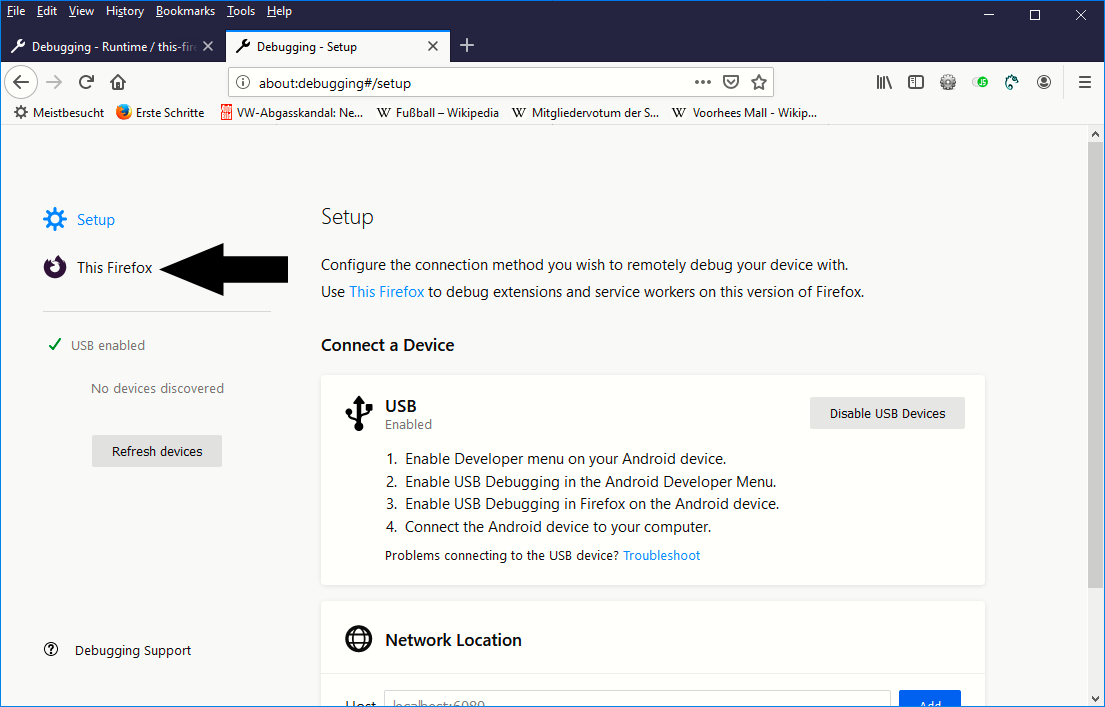 File Edit View History Bookmarks Tools Help
Debugging - Runtime / this-fire
Debugging - Setup
about:debugging#/setup
JS
Meistbesucht Erste Schritte VW-Abgasskandal: Ne... Fußball – Wikipedia Mitgliedervotum der S... Voorhees Mall - Wikip...
Setup
This Firefox
USB enabled
No devices discovered
Refresh devices
Debugging Support
Setup
Configure the connection method you wish to remotely debug your device with.
Use This Firefox to debug extensions and service workers on this version of Firefox.
Connect a Device
USB
Enabled
Disable USB Devices
1. Enable Developer menu on your Android device.
2. Enable USB Debugging in the Android Developer Menu.
3. Enable USB Debugging in Firefox on the Android device.
4. Connect the Android device to your computer.
Problems connecting to the USB device? Troubleshoot
Network Location
Host localhost:6080 Add